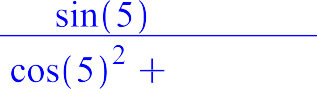 sin(5)
cos(5)² +